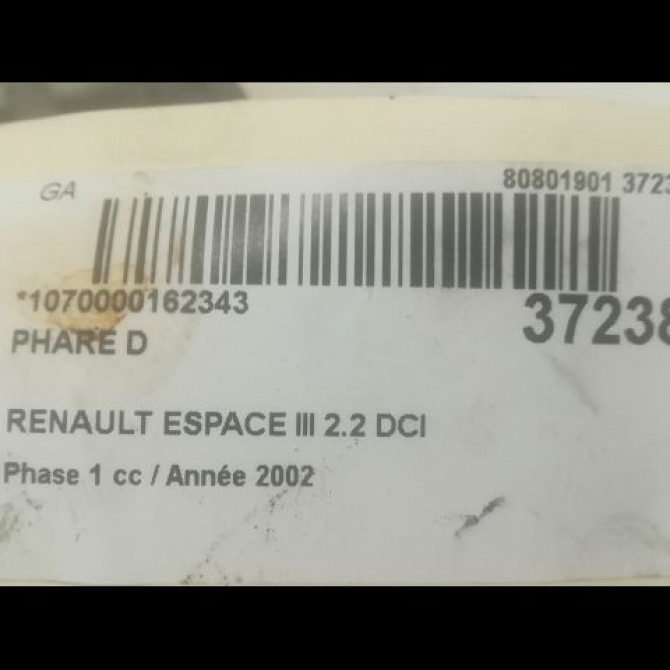 GA
80801901 3723
*1070000162343
37238
PHARE D
RENAULT ESPACE III 2.2 DCI
Phase 1 cc / Année 2002